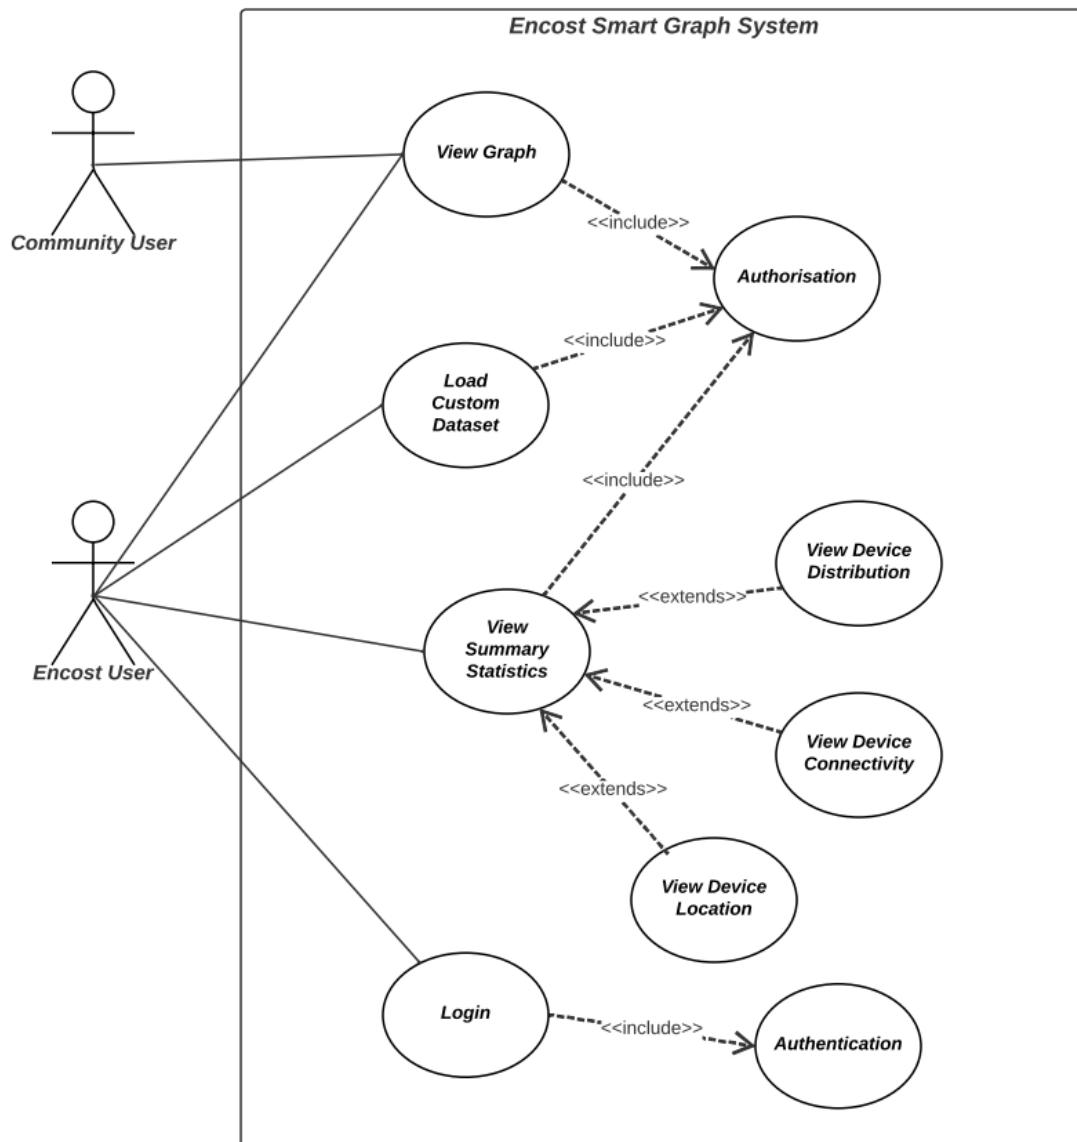 Encost Smart Graph System
View Graph
<<include>>
Community User
Authorisation
<<include>>
Load
Custom
Dataset
<<include>>
View Device
Distribution
<<extends>>
View
Summary
Statistics
Encost User
<<extends>>
View Device
Connectivity
<<extends>>
View Device
Location
Login
<<include>>
Authentication